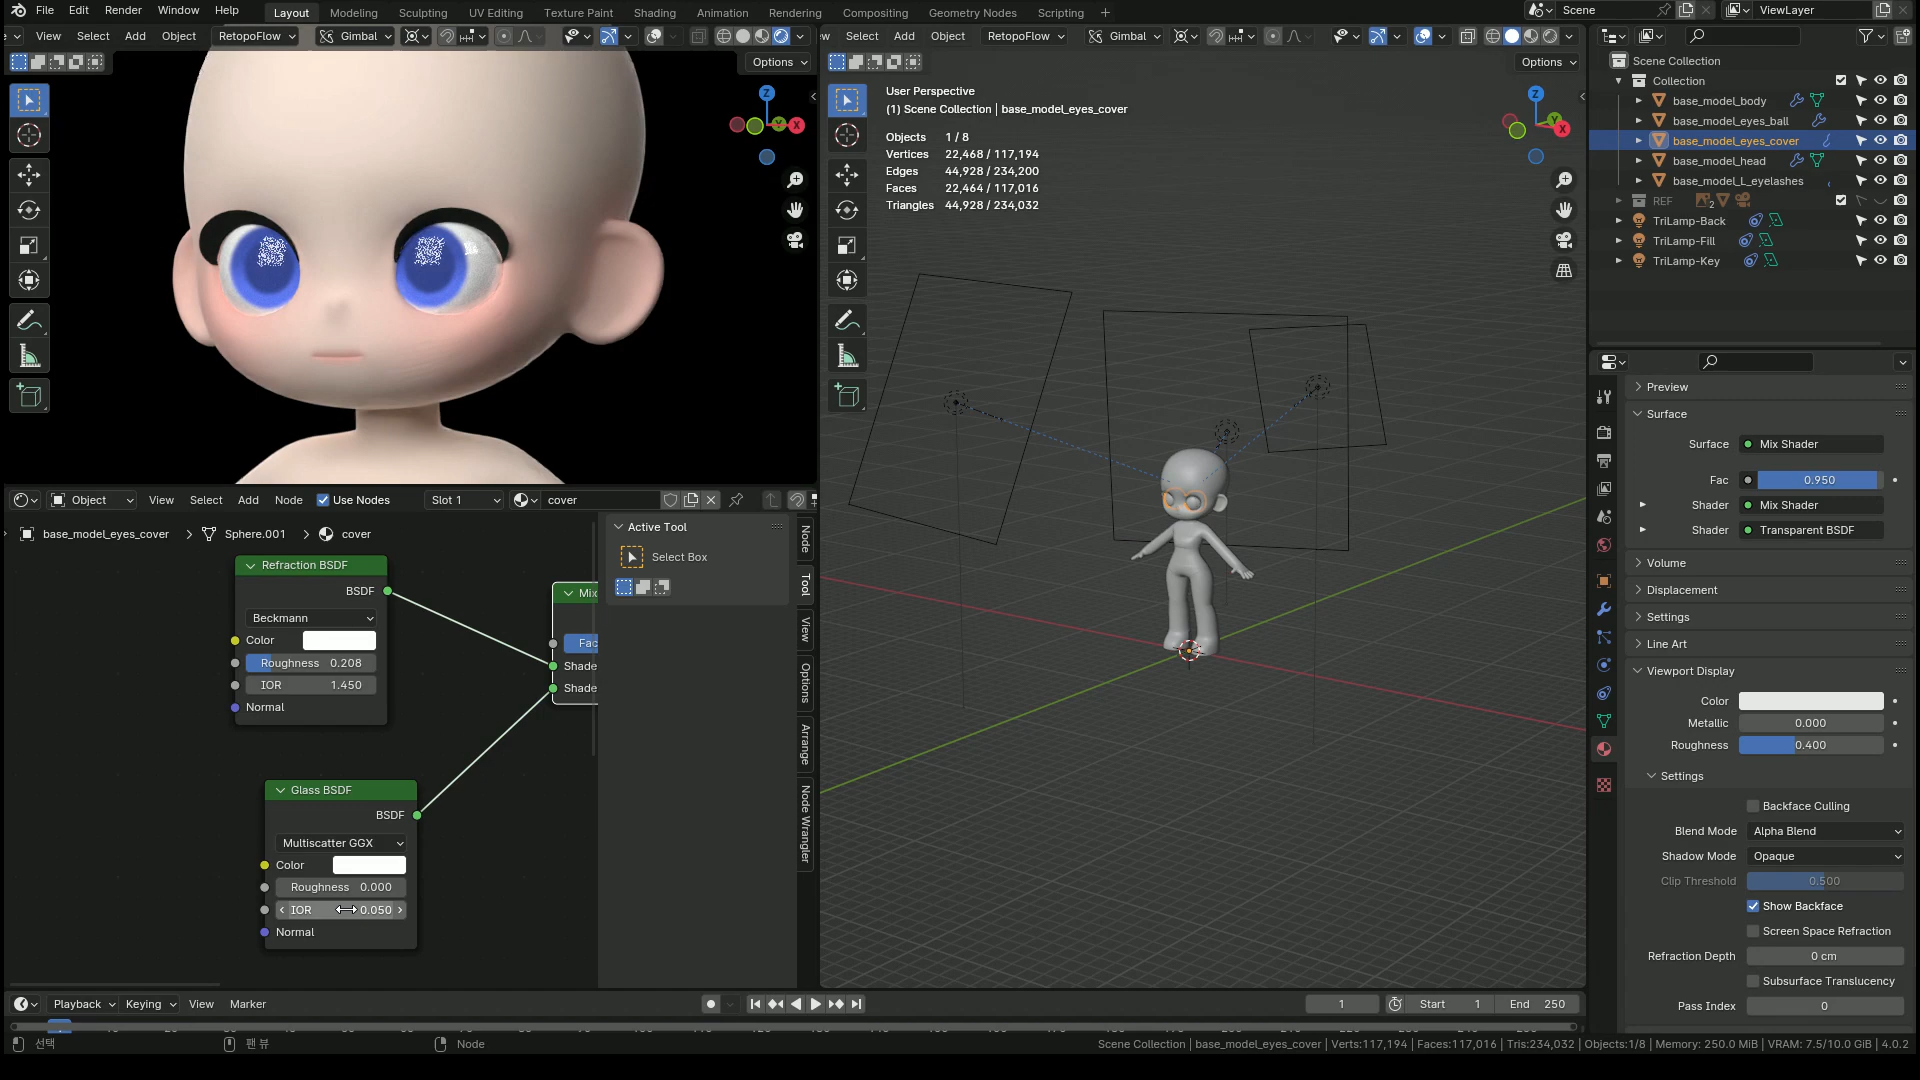 File Edit Render Window Help Layout Modeling Sculpting UV Editing Texture Paint Shading Animation Rendering Compositing Geometry Nodes Scripting Scene ViewLayer
View Select Add Object RetopoFlow Gimbal
Select Add Object RetopoFlow Gimbal
Options
Options
User Perspective
(1) Scene Collection | base_model_eyes_cover
Objects 1 / 8
Vertices 22,468 / 117,194
Edges 44,928 / 234,200
Faces 22,464 / 117,016
Triangles 44,928 / 234,032
Z
Y
X
Z
Y
X
Scene Collection
Collection
base_model_body
base_model_eyes_ball
base_model_eyes_cover
base_model_head
base_model_L_eyelashes
REF 2
TriLamp-Back
TriLamp-Fill
TriLamp-Key
Preview
Surface
Surface Mix Shader
Fac 0.950
Shader Mix Shader
Shader Transparent BSDF
Volume
Displacement
Settings
Line Art
Viewport Display
Color
Metallic 0.000
Roughness 0.400
Settings
Backface Culling
Blend Mode Alpha Blend
Shadow Mode Opaque
Clip Threshold 0.500
Show Backface
Screen Space Refraction
Refraction Depth 0 cm
Subsurface Translucency
Pass Index 0
Object View Select Add Node Use Nodes Slot 1 cover
base_model_eyes_cover Sphere.001 cover
Refraction BSDF
BSDF
Beckmann
Color
Roughness 0.208
IOR 1.450
Normal
Mix
Fac
Shade
Shade
Glass BSDF
BSDF
Multiscatter GGX
Color
Roughness 0.000
IOR 0.050
Normal
Active Tool
Select Box
Node
Tool
View
Options
Arrange
Node Wrangler
Playback Keying View Marker 1 Start 1 End 250
선택 팬 뷰 Node Scene Collection | base_model_eyes_cover | Verts:117,194 | Faces:117,016 | Tris:234,032 | Objects:1/8 | Memory: 250.0 MiB | VRAM: 7.5/10.0 GiB | 4.0.2